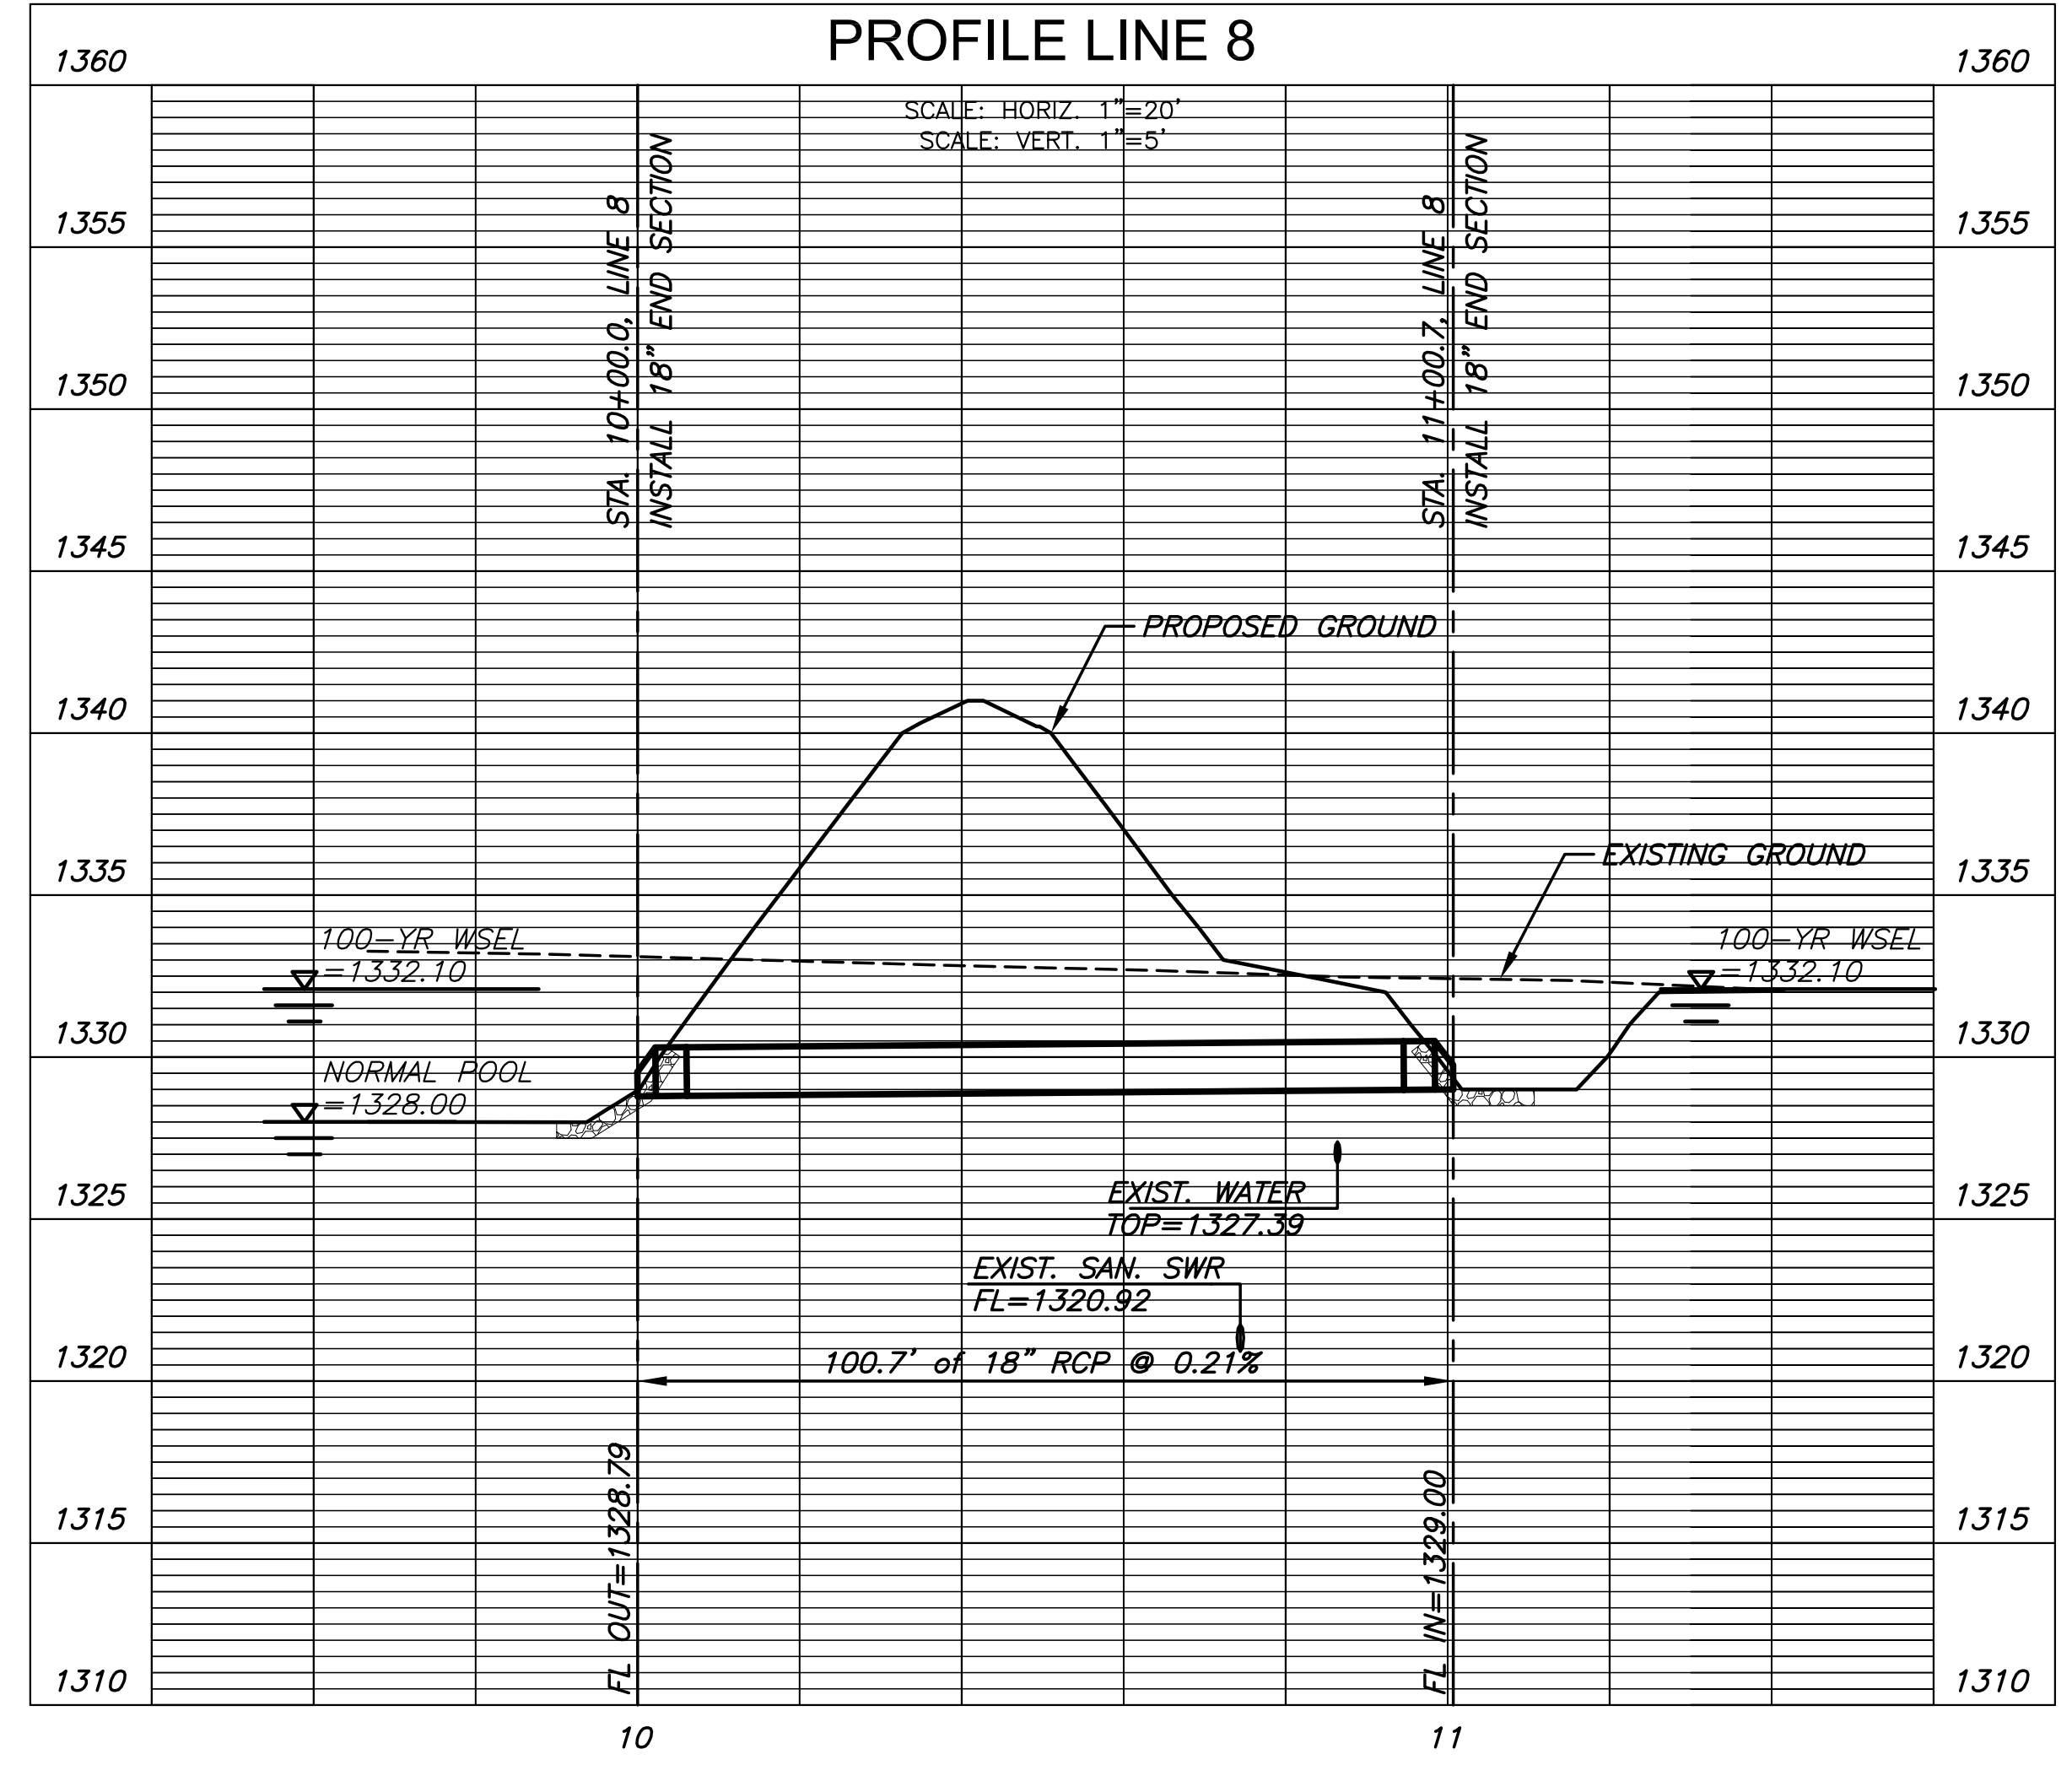 PROFILE LINE 8
SCALE: HORIZ. 1"=20'
SCALE: VERT. 1"=5'
1360
1360
1355
1355
1350
1350
1345
1345
1340
1340
1335
1335
1330
1330
1325
1325
1320
1320
1315
1315
1310
1310
STA. 10+00.0, LINE 8
INSTALL 18" END SECTION
STA. 11+00.7, LINE 8
INSTALL 18" END SECTION
PROPOSED GROUND
EXISTING GROUND
100-YR WSEL
=1332.10
100-YR WSEL
=1332.10
NORMAL POOL
=1328.00
EXIST. WATER
TOP=1327.39
EXIST. SAN. SWR
FL=1320.92
100.7' of 18" RCP @ 0.21%
FL OUT=1328.79
FL IN=1329.00
10
11